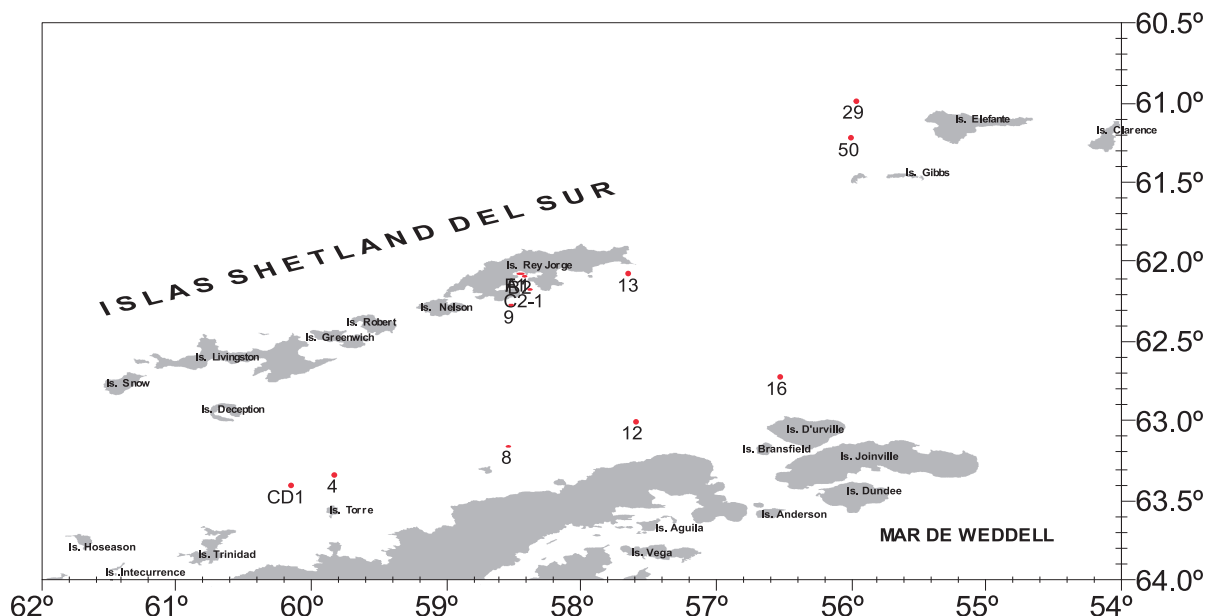 60.5º
61.0º
29
Is. Elefante
Is. Clarence
50
Is. Gibbs
61.5º
ISLAS SHETLAND DEL SUR
62.0º
Is. Rey Jorge
13
C2-1
Is. Nelson
9
Is. Robert
Is. Greenwich
62.5º
Is. Livingston
Is. Snow
16
Is. Deception
63.0º
12
Is. D'urville
Is. Bransfield
8
Is. Joinville
4
CD1
Is. Dundee
63.5º
Is. Torre
Is. Anderson
Is. Aguila
MAR DE WEDDELL
Is. Hoseason
Is. Trinidad
Is. Vega
Is. .Intecurrence
64.0º
62º 61º 60º 59º 58º 57º 56º 55º 54º